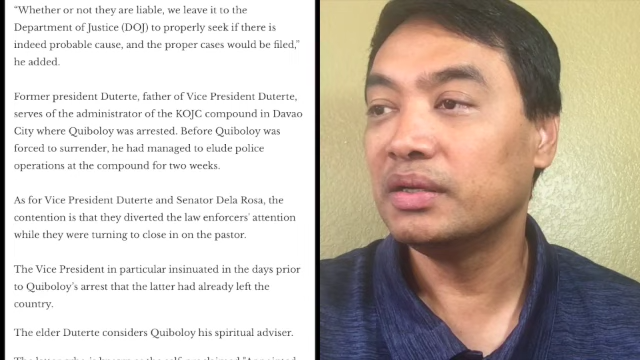 “Whether or not they are liable, we leave it to the
Department of Justice (DOJ) to properly seek if there is
indeed probable cause, and the proper cases would be filed,”
he added.
Former president Duterte, father of Vice President Duterte,
serves of the administrator of the KOJC compound in Davao
City where Quiboloy was arrested. Before Quiboloy was
forced to surrender, he had managed to elude police
operations at the compound for two weeks.
As for Vice President Duterte and Senator Dela Rosa, the
contention is that they diverted the law enforcers’ attention
while they were turning to close in on the pastor.
The Vice President in particular insinuated in the days prior
to Quiboloy’s arrest that the latter had already left the
country.
The elder Duterte considers Quiboloy his spiritual adviser.